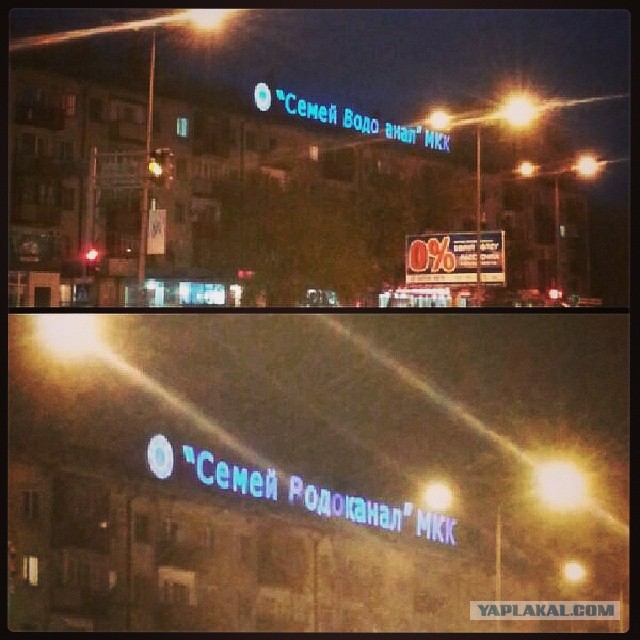 "Семей Водо анал" МКК
0%
"Семей Родоканал" МКК
YAPLAKAL.COM